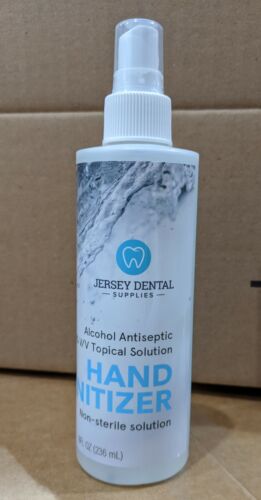 JERSEY DENTAL
— SUPPLIES —
Alcohol Antiseptic
V/V Topical Solution
HAND
NITIZER
Non-sterile solution
FL OZ (236 mL)